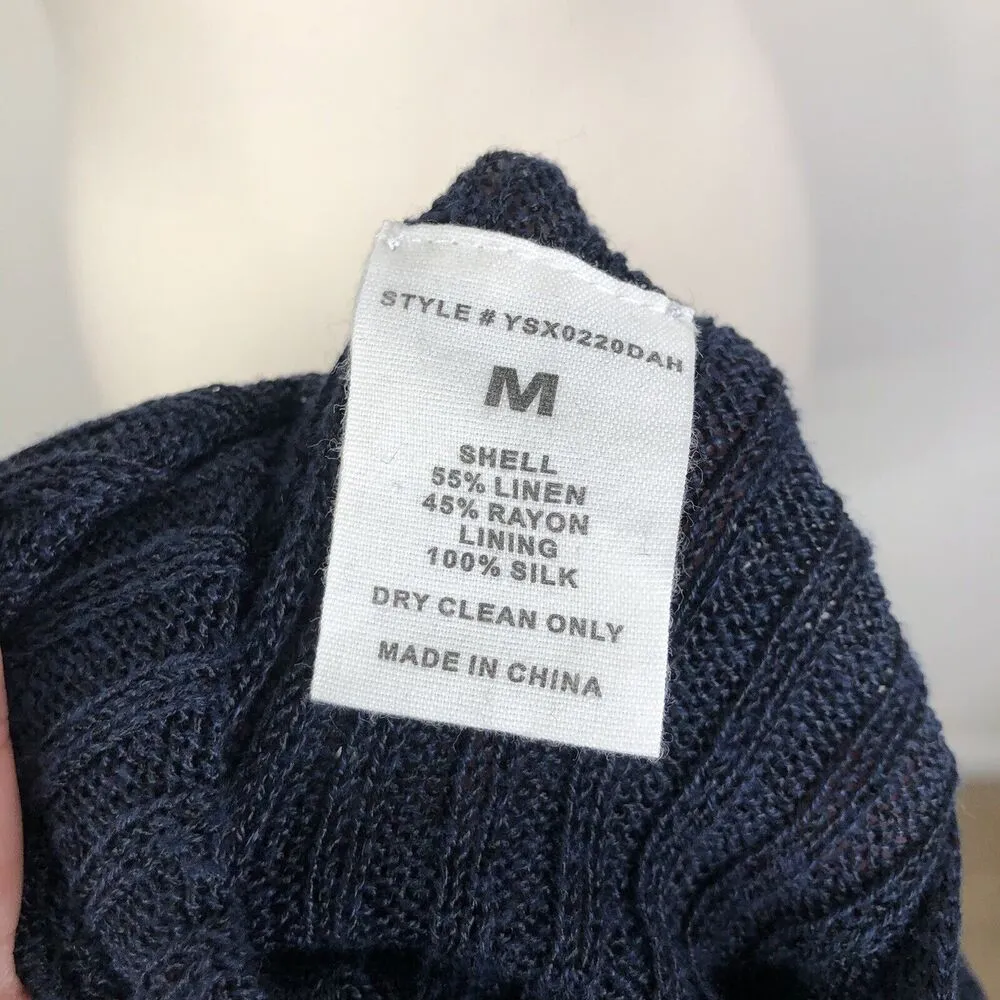 STYLE # YSX0220DAH
M
SHELL
55% LINEN
45% RAYON
LINING
100% SILK
DRY CLEAN ONLY
MADE IN CHINA